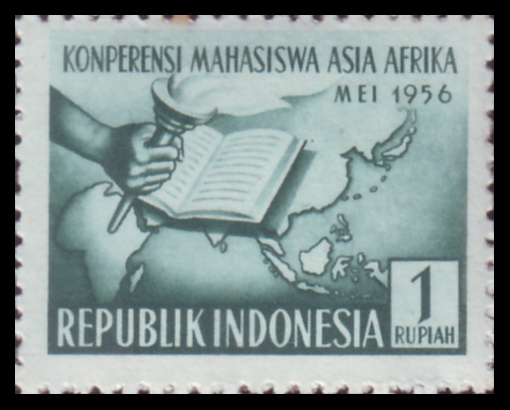 KONPERENSI MAHASISWA ASIA AFRIKA
MEI 1956
1
RUPIAH
REPUBLIK INDONESIA